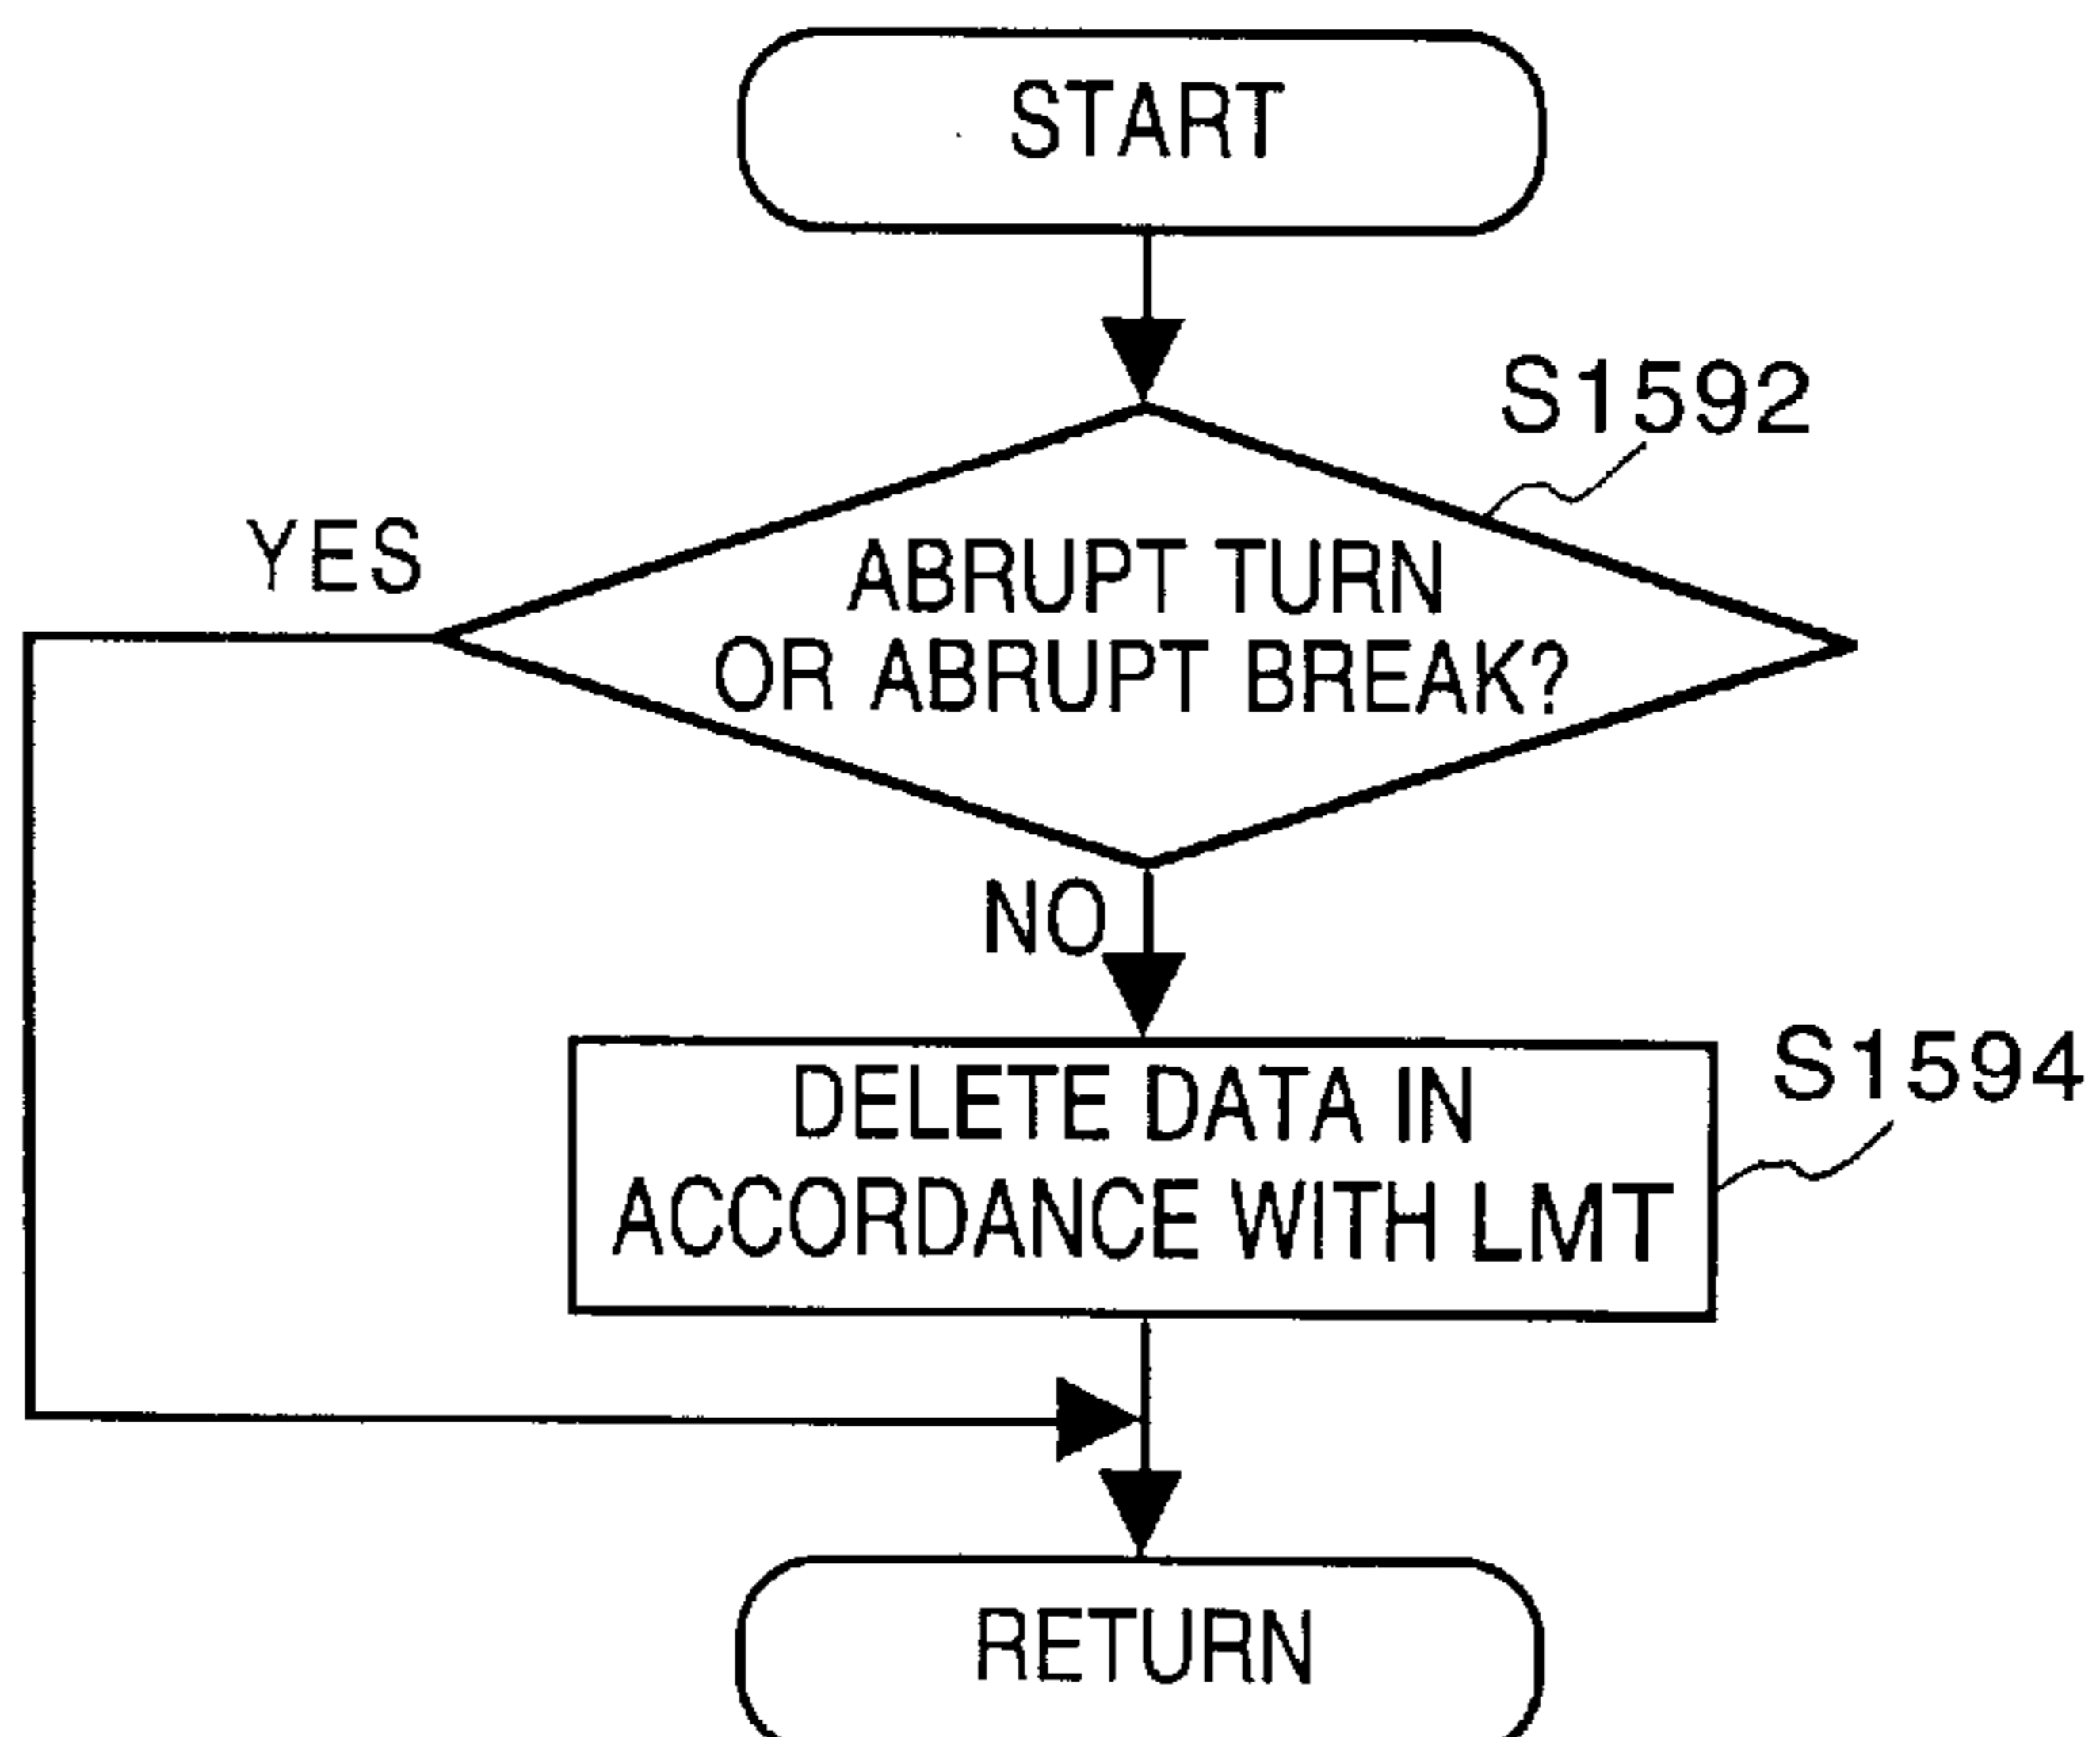 START
S1592
YES
ABRUPT TURN
OR ABRUPT BREAK?
NO
DELETE DATA IN
ACCORDANCE WITH LMT
S1594
RETURN